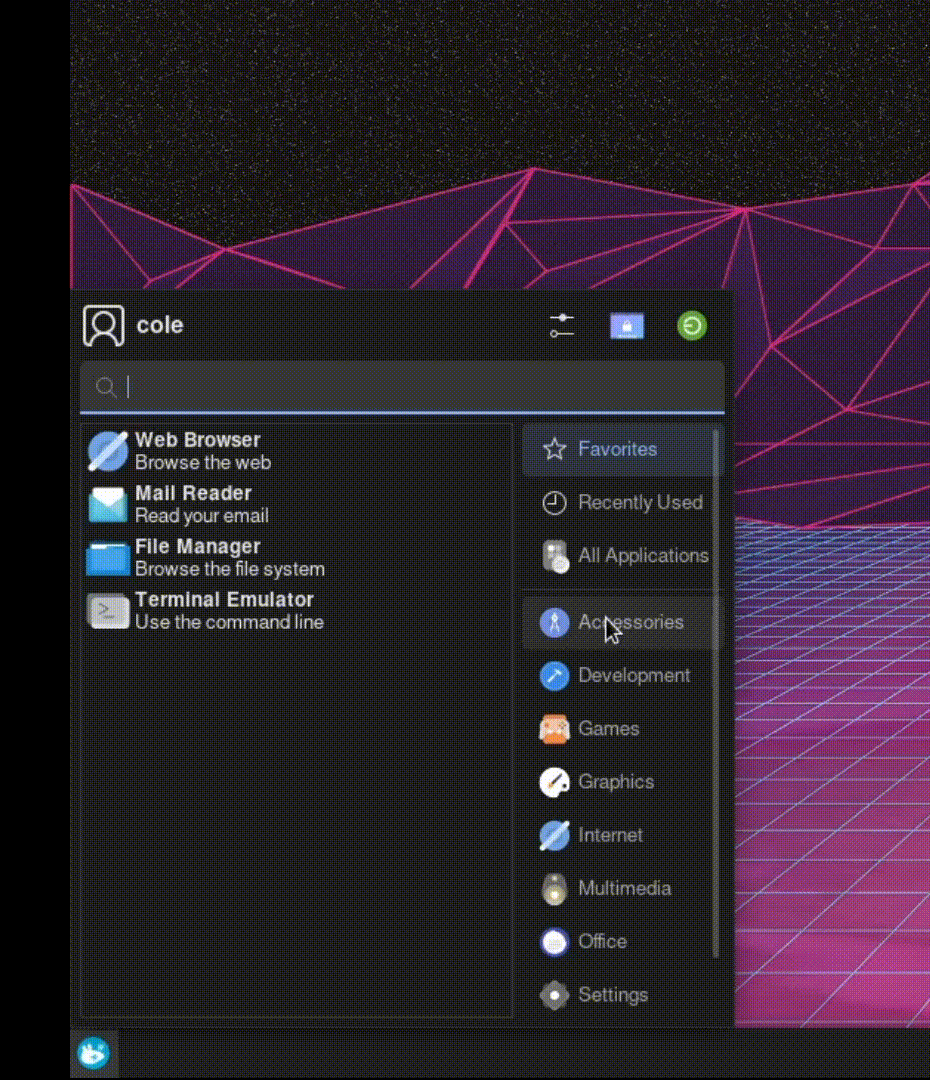 cole
Web Browser
Browse the web
Mail Reader
Read your email
File Manager
Browse the file system
Terminal Emulator
Use the command line
Favorites
Recently Used
All Applications
Accessories
Development
Games
Graphics
Internet
Multimedia
Office
Settings